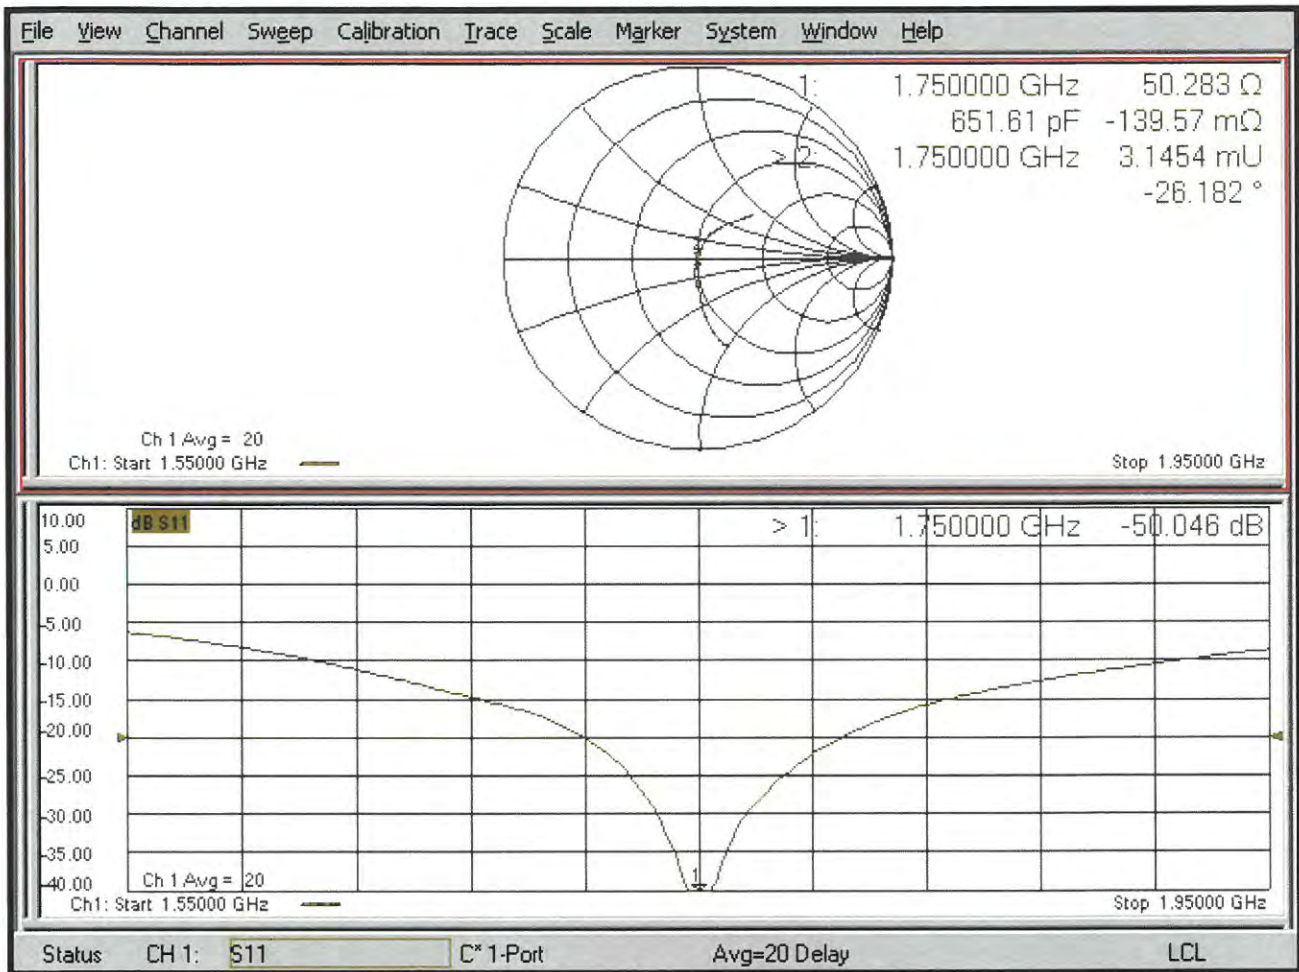 File View Channel Sweep Calibration Trace Scale Marker System Window Help
1: 1.750000 GHz 50.283 Ω
651.61 pF -139.57 mΩ
> 2: 1.750000 GHz 3.1454 mU
-26.182 °
Ch 1 Avg = 20
Ch1: Start 1.55000 GHz
Stop 1.95000 GHz
10.00
dB S11
> 1: 1.750000 GHz -50.046 dB
5.00
0.00
-5.00
-10.00
-15.00
-20.00
-25.00
-30.00
-35.00
-40.00
1
Ch 1 Avg = 20
Ch1: Start 1.55000 GHz
Stop 1.95000 GHz
Status CH 1: S11 C* 1-Port Avg=20 Delay LCL